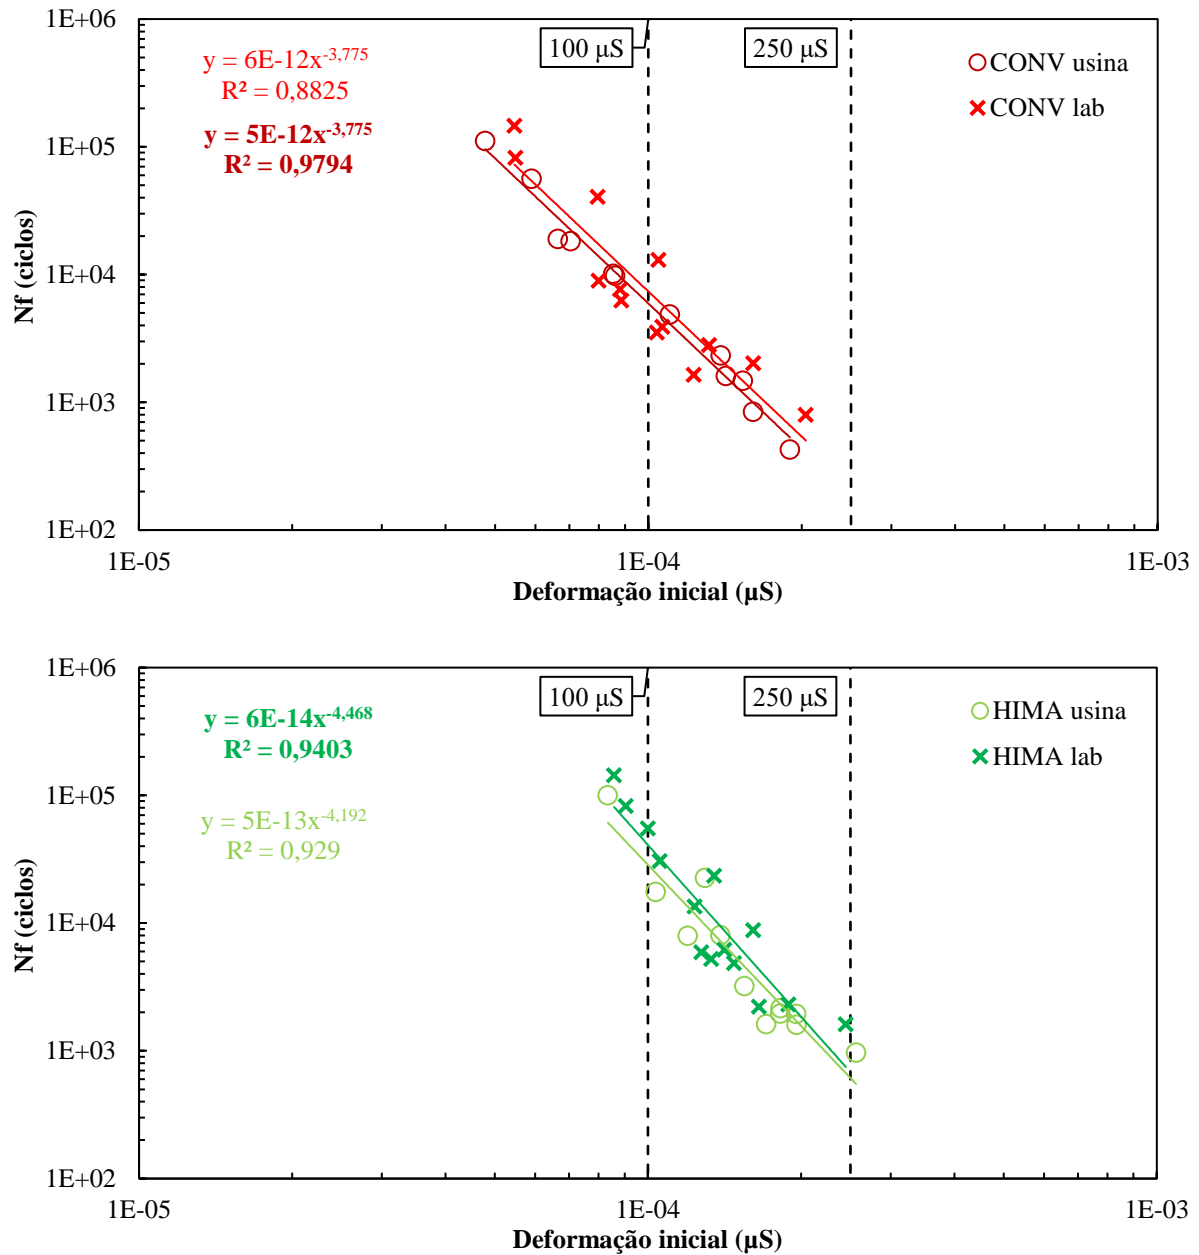 1E+06
1E+05
1E+04
1E+03
1E+02
Nf (ciclos)
y = 6E-12x-3,775
R² = 0,8825
y = 5E-12x-3,775
R² = 0,9794
100 µS
250 µS
CONV usina
CONV lab
1E-05
1E-04
1E-03
Deformação inicial (µS)
1E+06
1E+05
1E+04
1E+03
1E+02
Nf (ciclos)
y = 6E-14x-4,468
R² = 0,9403
y = 5E-13x-4,192
R² = 0,929
100 µS
250 µS
HIMA usina
HIMA lab
1E-05
1E-04
1E-03
Deformação inicial (µS)